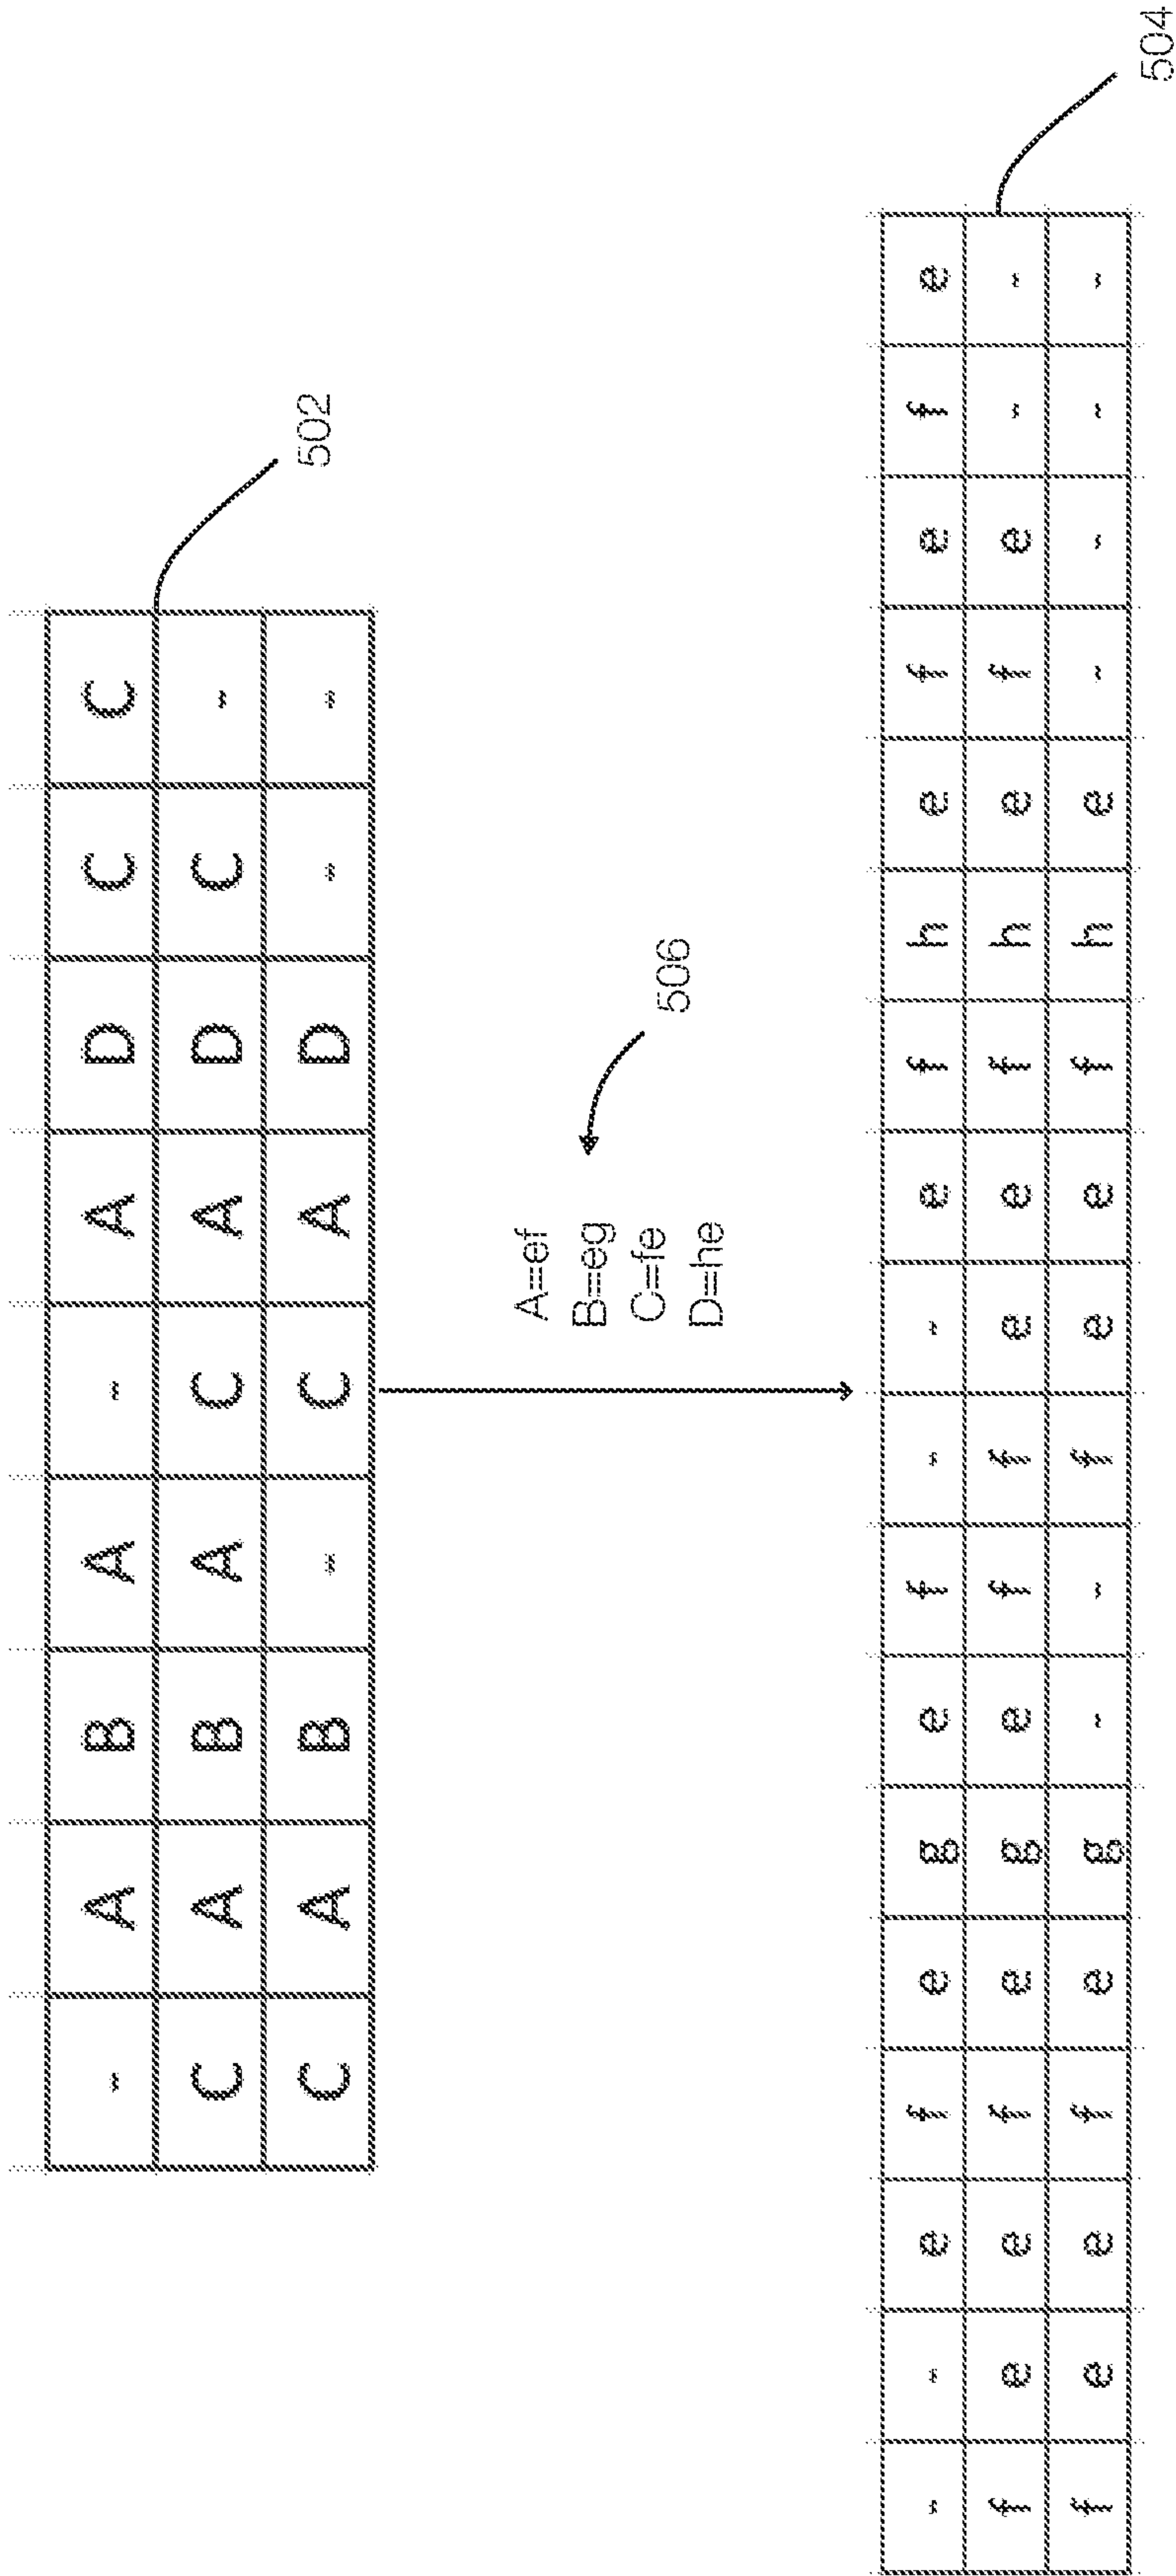 - A B A - A D C C
C A B A C A D C -
C A B - C A D - -
502
A=ef
B=eg
C=fe
D=he
506
- - e f e g e f - - e f h e f e f e
f e e f e g e f f e e f h e f e - -
f e e f e g - - f e e f h e - - - -
504